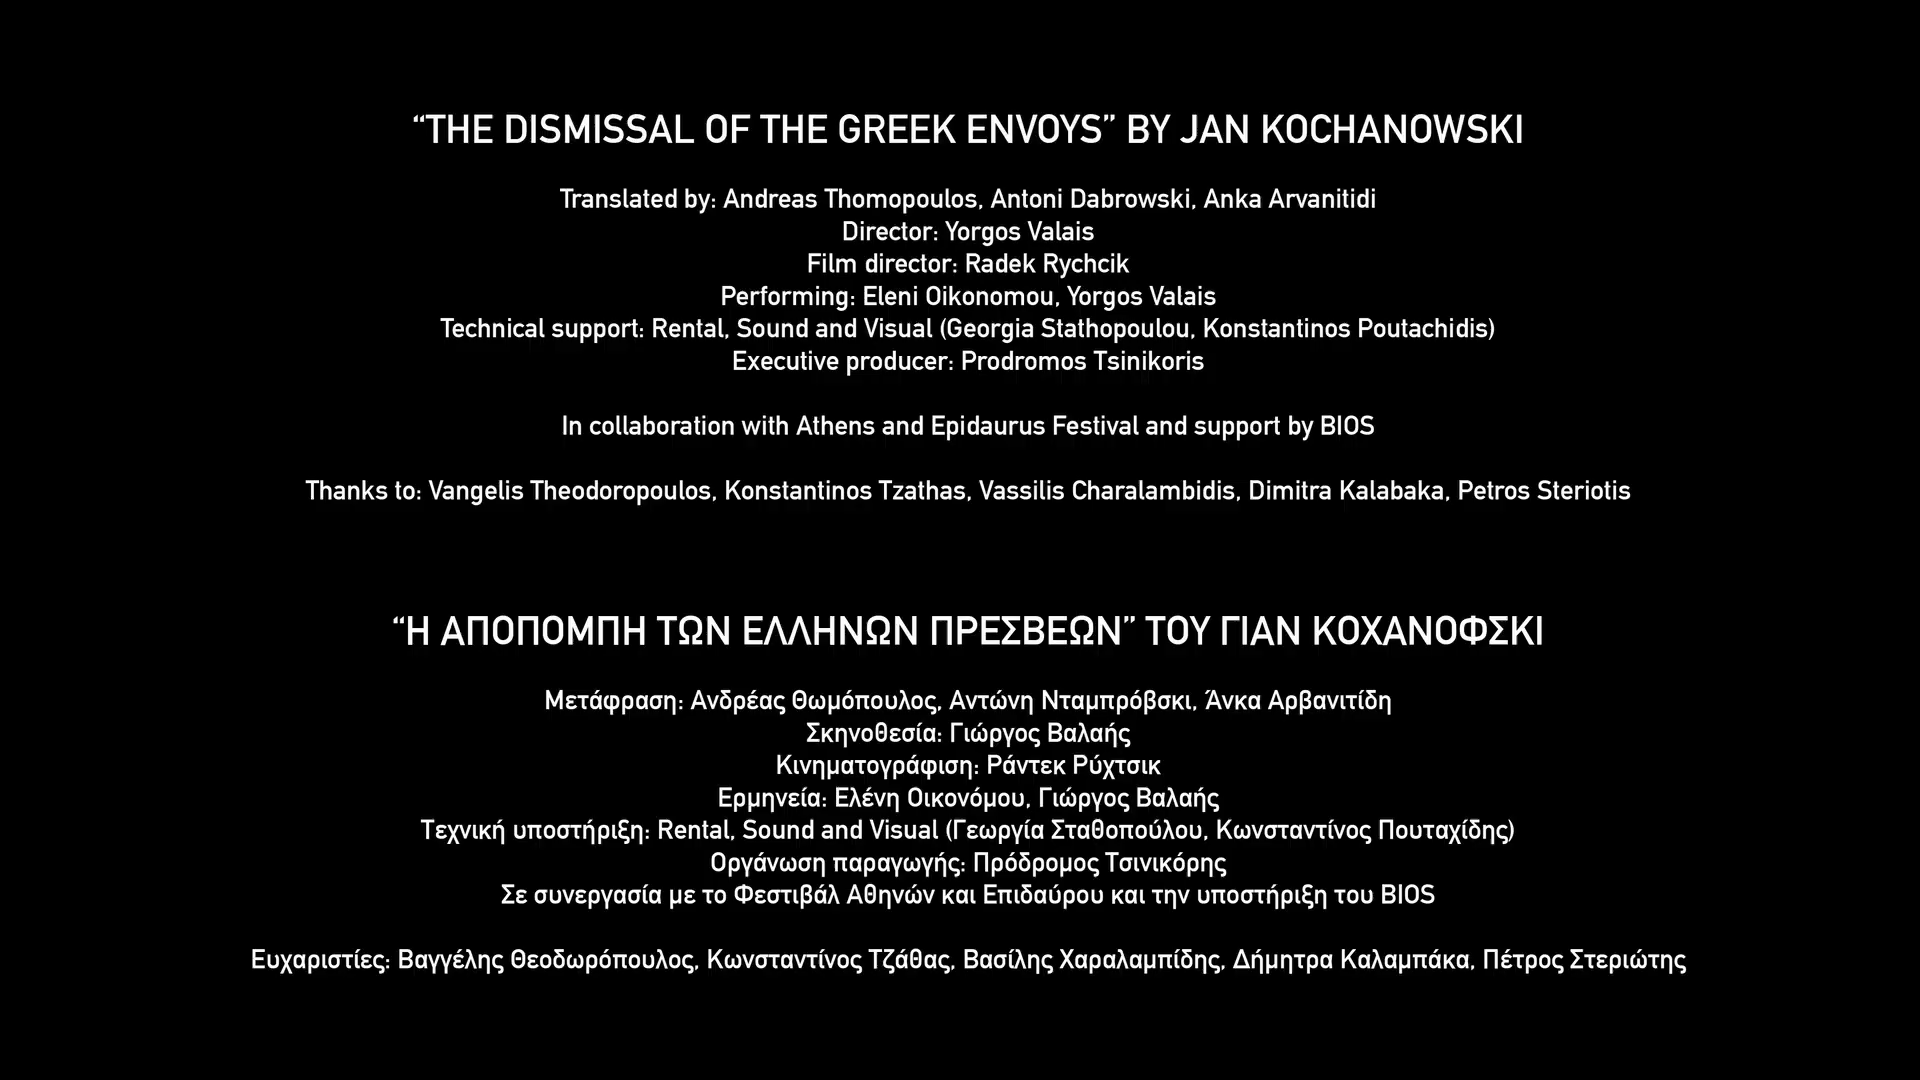 “THE DISMISSAL OF THE GREEK ENVOYS” BY JAN KOCHANOWSKI
Translated by: Andreas Thomopoulos, Antoni Dabrowski, Anka Arvanitidi
Director: Yorgos Valais
Film director: Radek Rychcik
Performing: Eleni Oikonomou, Yorgos Valais
Technical support: Rental, Sound and Visual (Georgia Stathopoulou, Konstantinos Poutachidis)
Executive producer: Prodromos Tsinikoris
In collaboration with Athens and Epidaurus Festival and support by BIOS
Thanks to: Vangelis Theodoropoulos, Konstantinos Tzathas, Vassilis Charalambidis, Dimitra Kalabaka, Petros Steriotis
“Η ΑΠΟΠΟΜΠΗ ΤΩΝ ΕΛΛΗΝΩΝ ΠΡΕΣΒΕΩΝ” ΤΟΥ ΓΙΑΝ ΚΟΧΑΝΟΦΣΚΙ
Μετάφραση: Ανδρέας Θωμόπουλος, Αντώνη Νταμπρόβσκι, Άνκα Αρβανιτίδη
Σκηνοθεσία: Γιώργος Βαλαής
Κινηματογράφιση: Ράντεκ Ρύχτσικ
Ερμηνεία: Ελένη Οικονόμου, Γιώργος Βαλαής
Τεχνική υποστήριξη: Rental, Sound and Visual (Γεωργία Σταθοπούλου, Κωνσταντίνος Πουταχίδης)
Οργάνωση παραγωγής: Πρόδρομος Τσινικόρης
Σε συνεργασία με το Φεστιβάλ Αθηνών και Επιδαύρου και την υποστήριξη του BIOS
Ευχαριστίες: Βαγγέλης Θεοδωρόπουλος, Κωνσταντίνος Τζάθας, Βασίλης Χαραλαμπίδης, Δήμητρα Καλαμπάκα, Πέτρος Στεριώτης